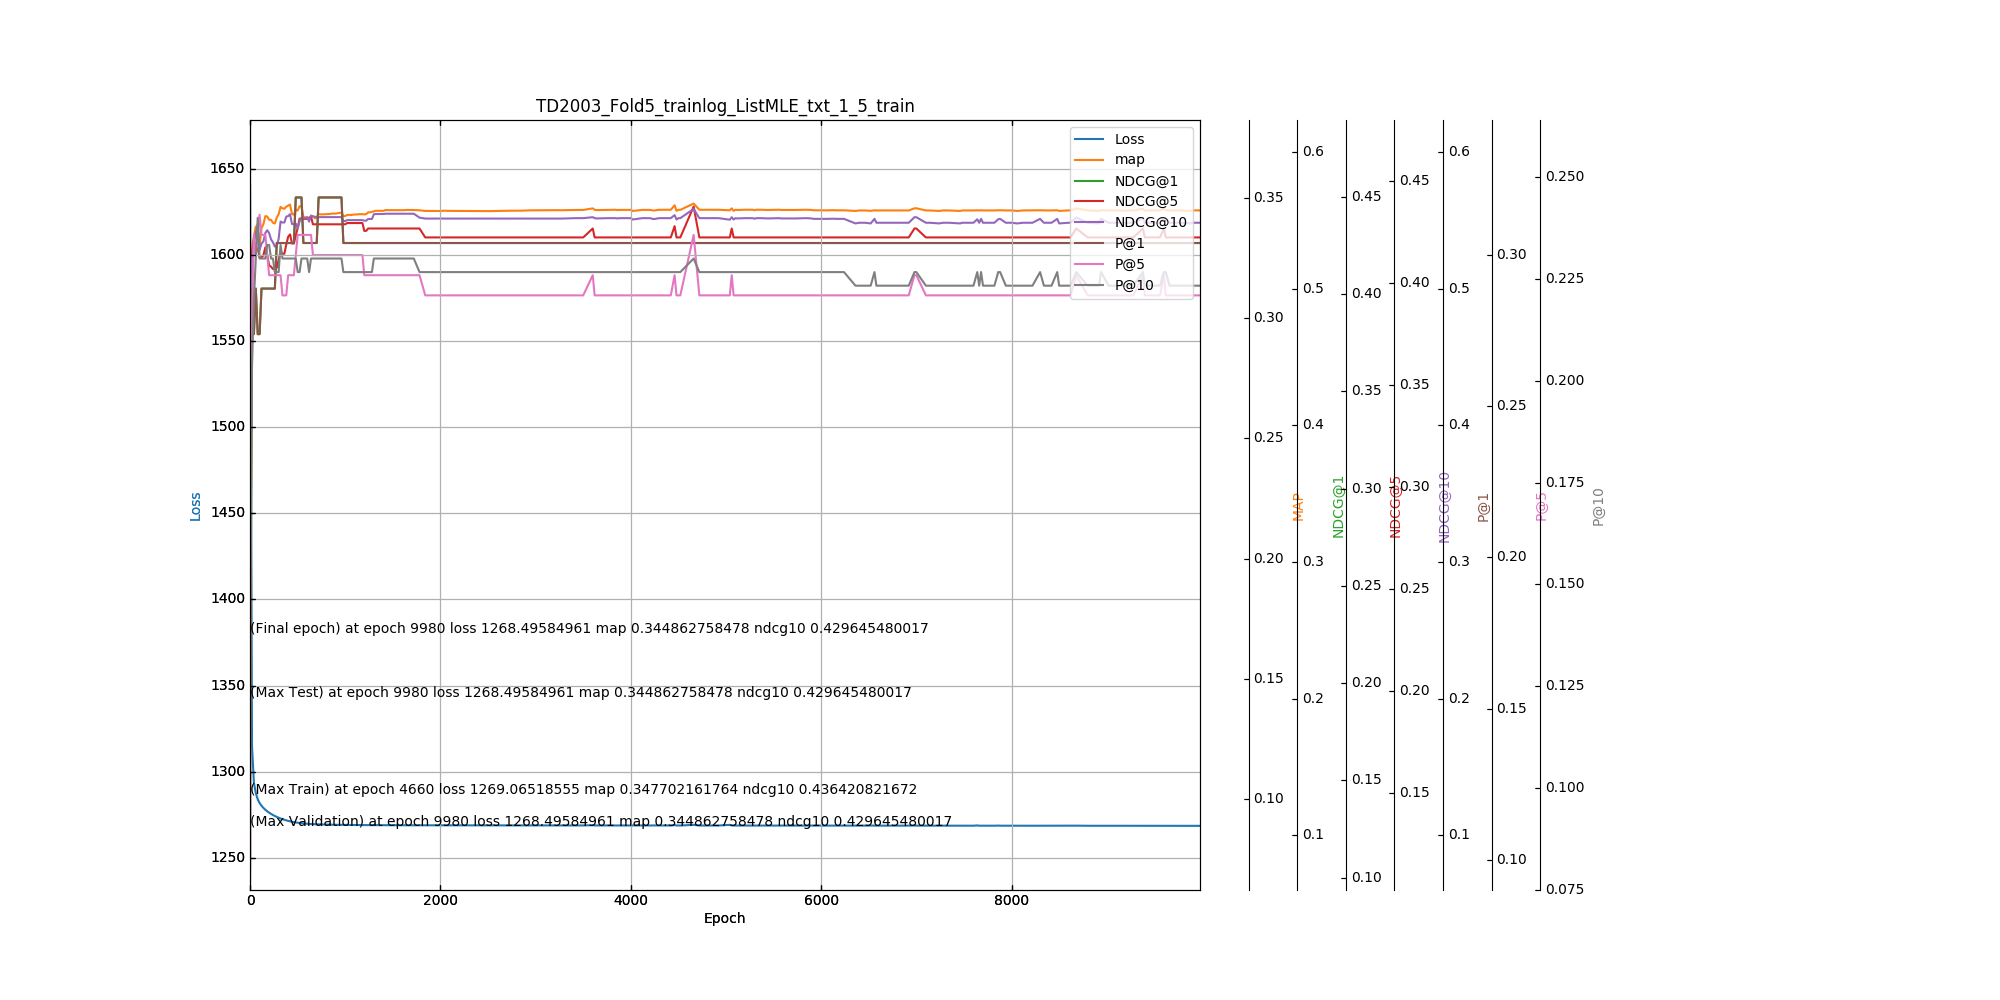 TD2003_Fold5_trainlog_ListMLE_txt_1_5_train
Loss
map
NDCG@1
NDCG@5
NDCG@10
P@1
P@5
P@10
1650
1600
1550
1500
1450
1400
1350
1300
1250
Loss
(Final epoch) at epoch 9980 loss 1268.49584961 map 0.344862758478 ndcg10 0.429645480017
(Max Test) at epoch 9980 loss 1268.49584961 map 0.344862758478 ndcg10 0.429645480017
(Max Train) at epoch 4660 loss 1269.06518555 map 0.347702161764 ndcg10 0.436420821672
(Max Validation) at epoch 9980 loss 1268.49584961 map 0.344862758478 ndcg10 0.429645480017
0 2000 4000 6000 8000
Epoch
0.35
0.30
0.25
0.20
0.15
0.10
MAP
0.6
0.5
0.4
0.3
0.2
0.1
NDCG@1
0.45
0.40
0.35
0.30
0.25
0.20
0.15
0.10
NDCG@5
0.45
0.40
0.35
0.30
0.25
0.20
0.15
NDCG@10
0.6
0.5
0.4
0.3
0.2
0.1
P@1
0.30
0.25
0.20
0.15
0.10
P@5
0.250
0.225
0.200
0.175
0.150
0.125
0.100
0.075
P@10